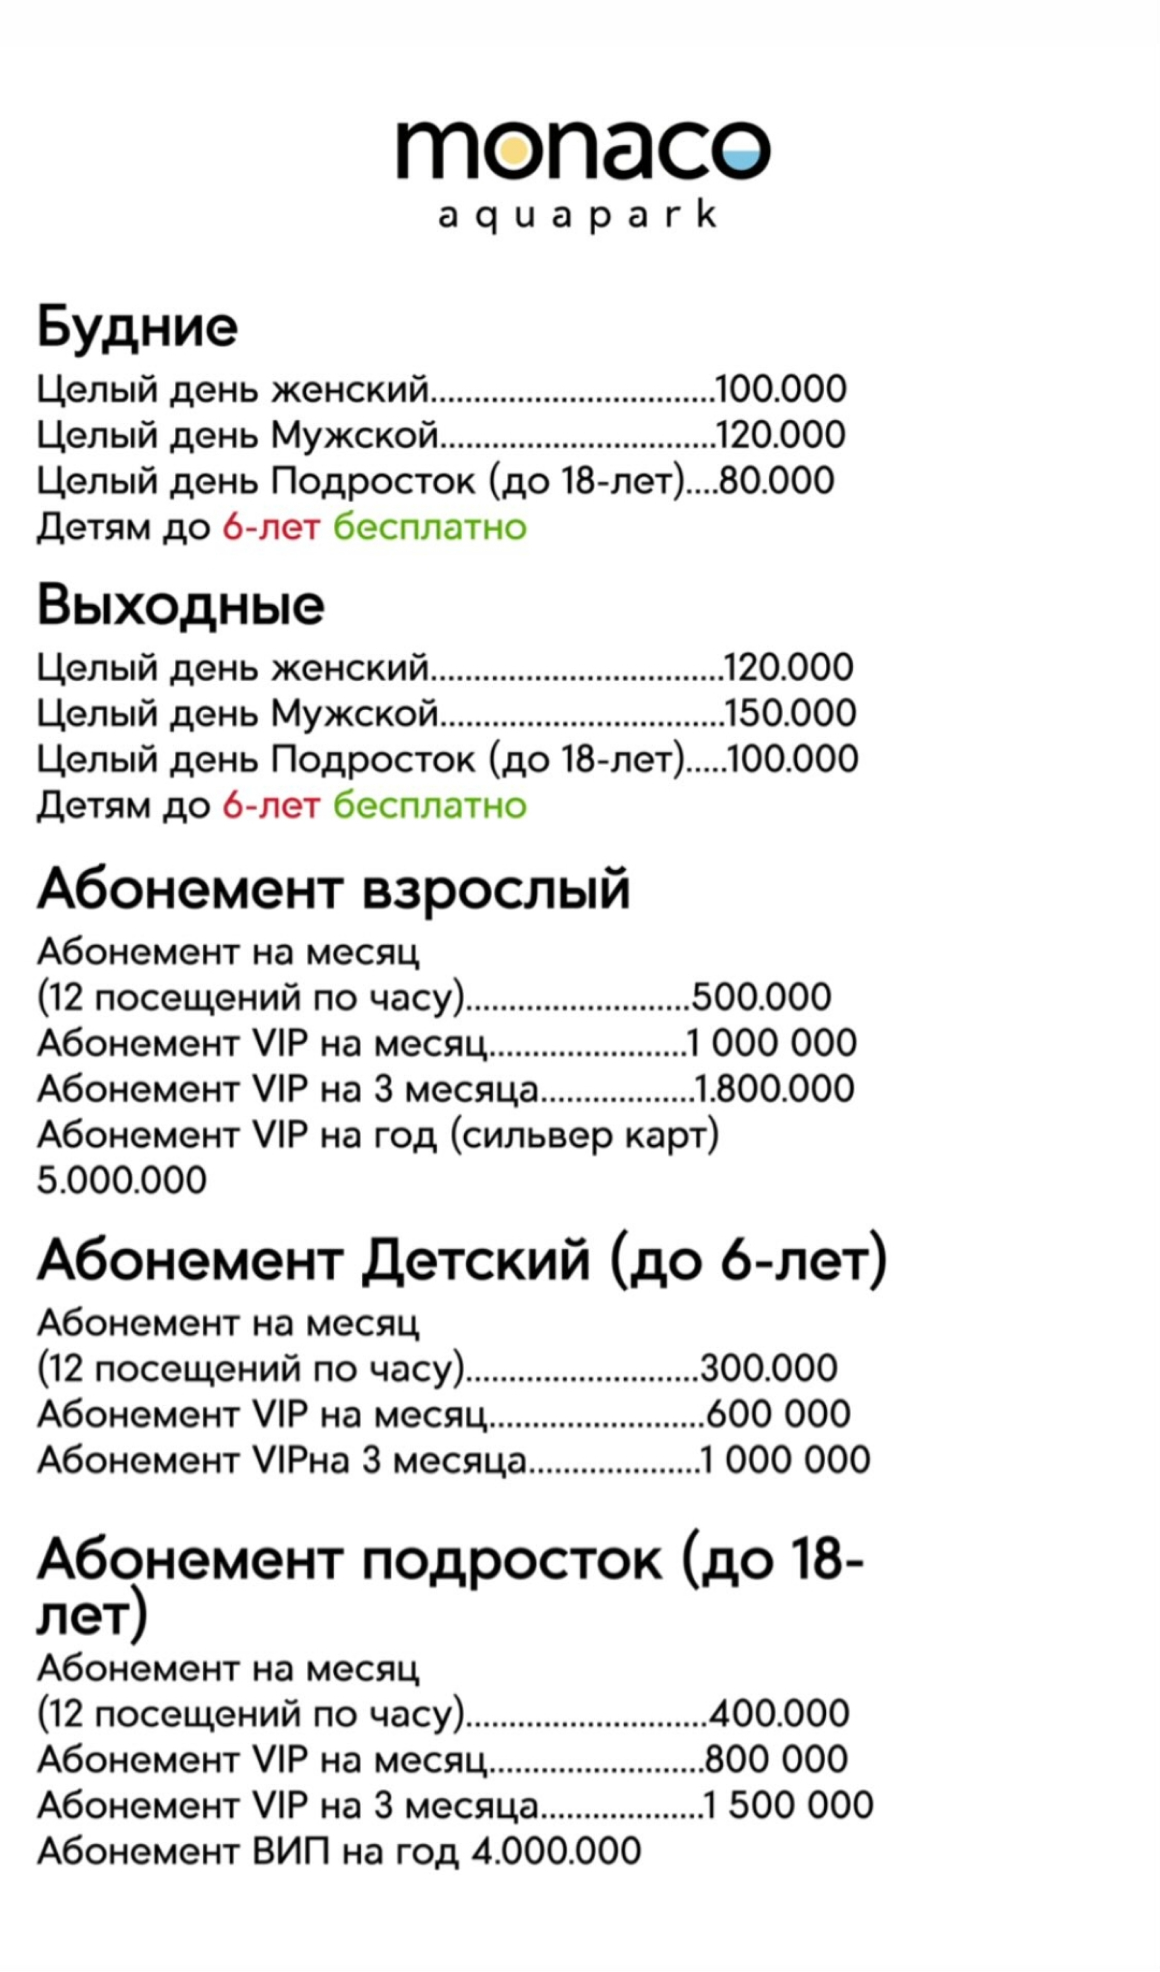 monaco
aquapark
Будние
Целый день женский.................................100.000
Целый день Мужской................................120.000
Целый день Подросток (до 18-лет)....80.000
Детям до 6-лет бесплатно
Выходные
Целый день женский..................................120.000
Целый день Мужской.................................150.000
Целый день Подросток (до 18-лет).....100.000
Детям до 6-лет бесплатно
Абонемент взрослый
Абонемент на месяц
(12 посещений по часу)..........................500.000
Абонемент VIP на месяц.......................1 000 000
Абонемент VIP на 3 месяца..................1.800.000
Абонемент VIP на год (сильвер карт)
5.000.000
Абонемент Детский (до 6-лет)
Абонемент на месяц
(12 посещений по часу)...........................300.000
Абонемент VIP на месяц.........................600 000
Абонемент VIPна 3 месяца....................1 000 000
Абонемент подросток (до 18-
лет)
Абонемент на месяц
(12 посещений по часу)............................400.000
Абонемент VIP на месяц.........................800 000
Абонемент VIP на 3 месяца...................1 500 000
Абонемент ВИП на год 4.000.000